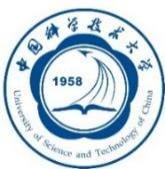 中国科学技术大学
1958
University of Science and Technology of China